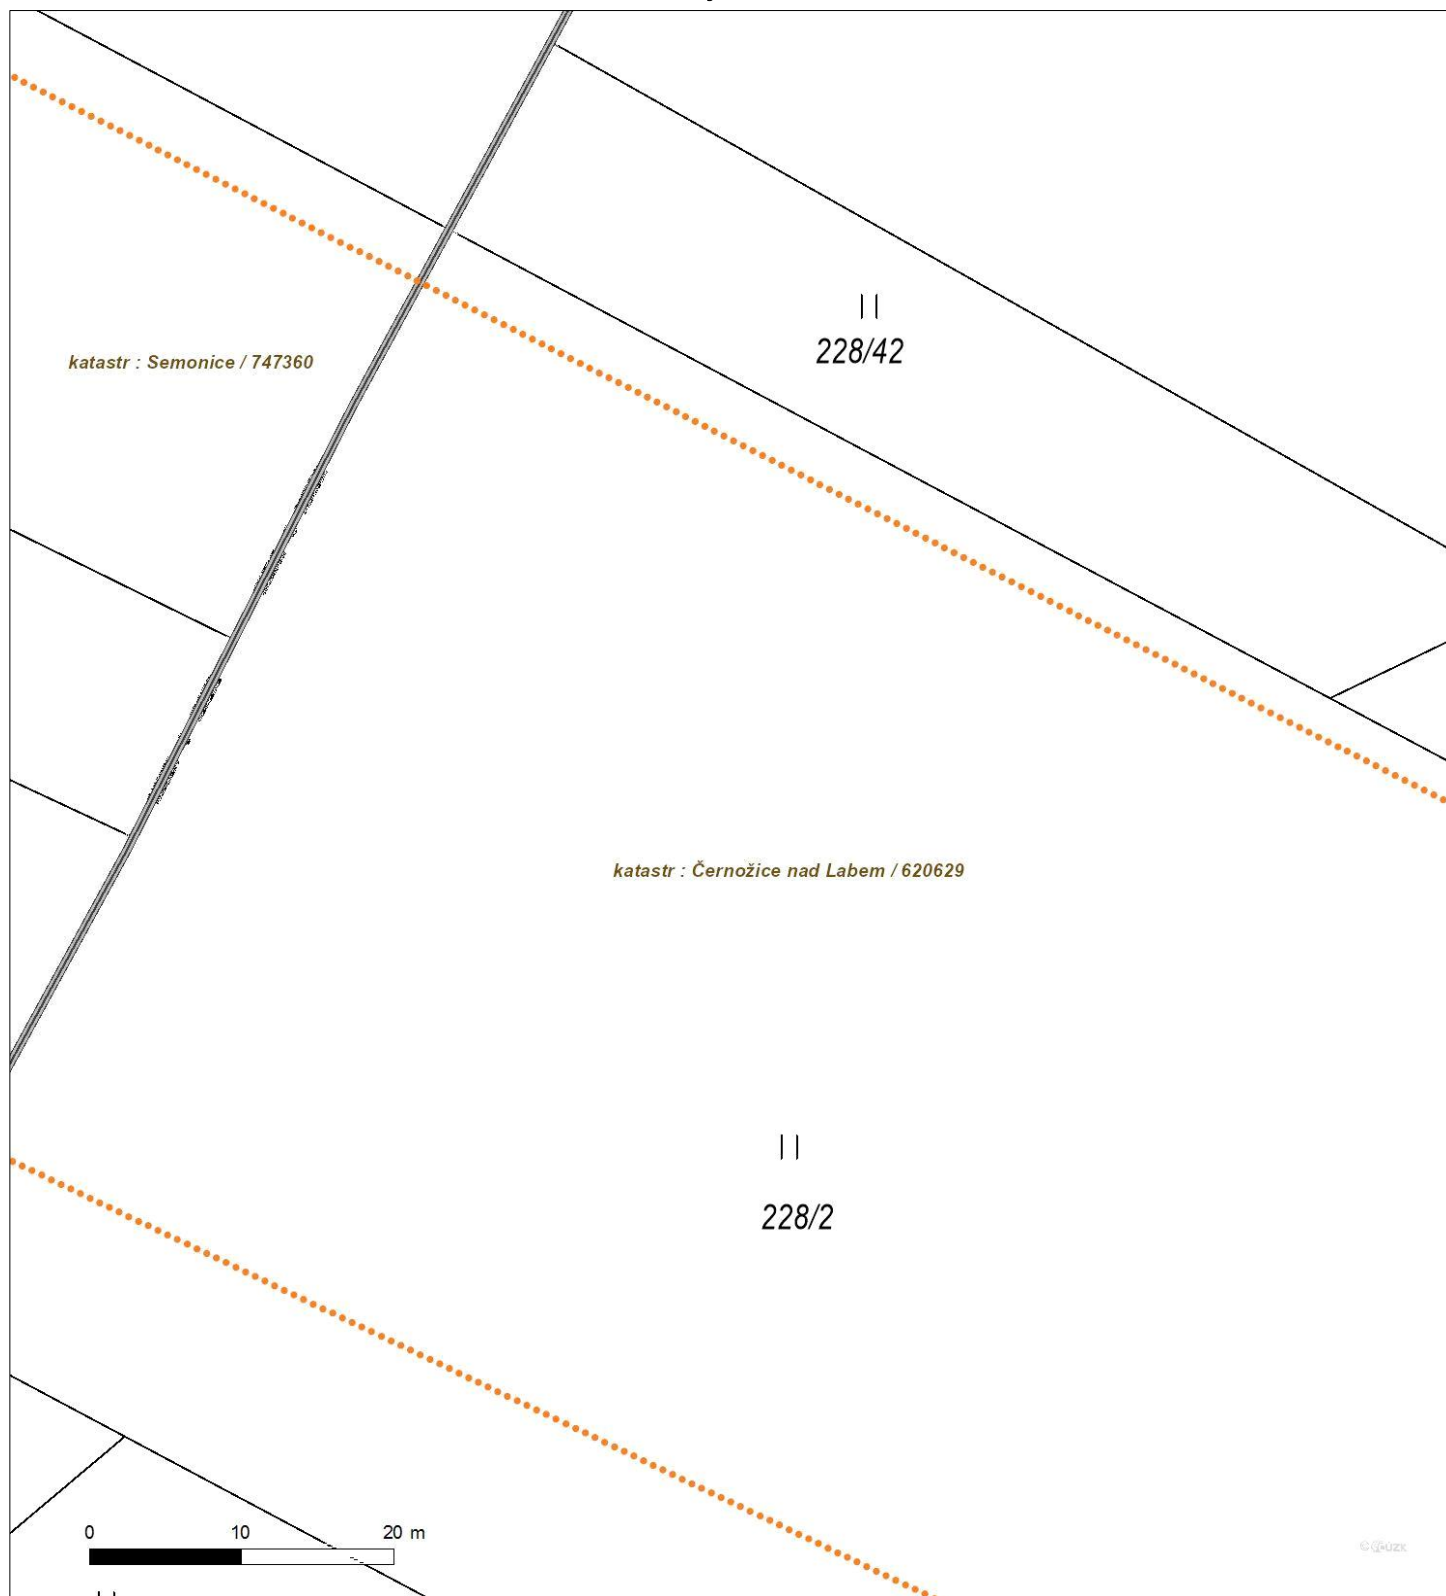 228/42
katastr : Semonice / 747360
katastr : Černožice nad Labem / 620629
228/2
0 10 20 m